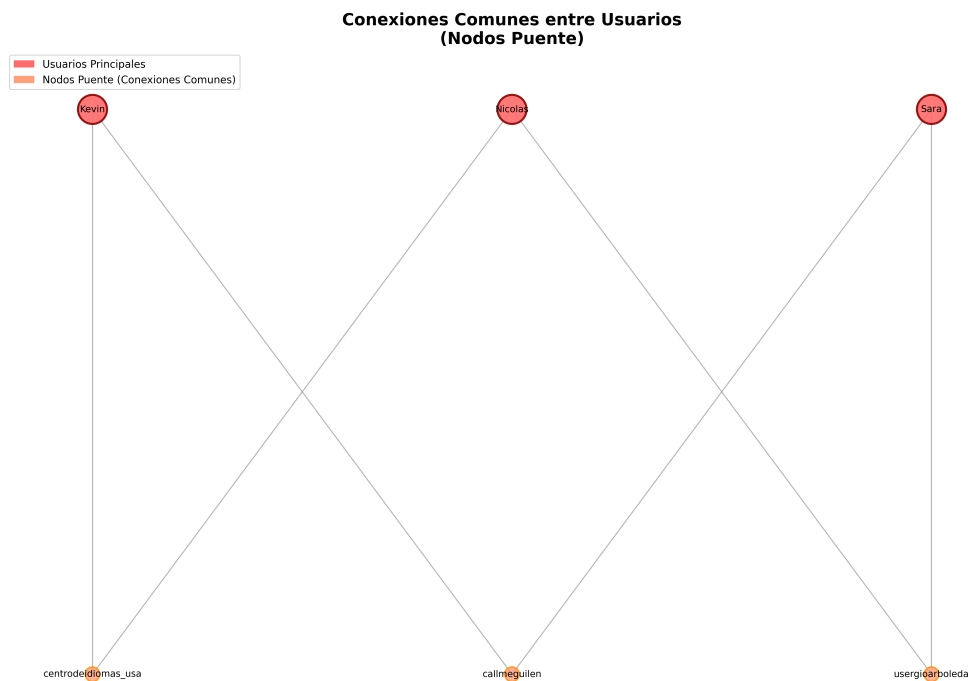 Conexiones Comunes entre Usuarios
(Nodos Puente)
Usuarios Principales
Nodos Puente (Conexiones Comunes)
Kevin
Nicolas
Sara
centrodeidiomas_usa
callmeguilen
usergioarboleda